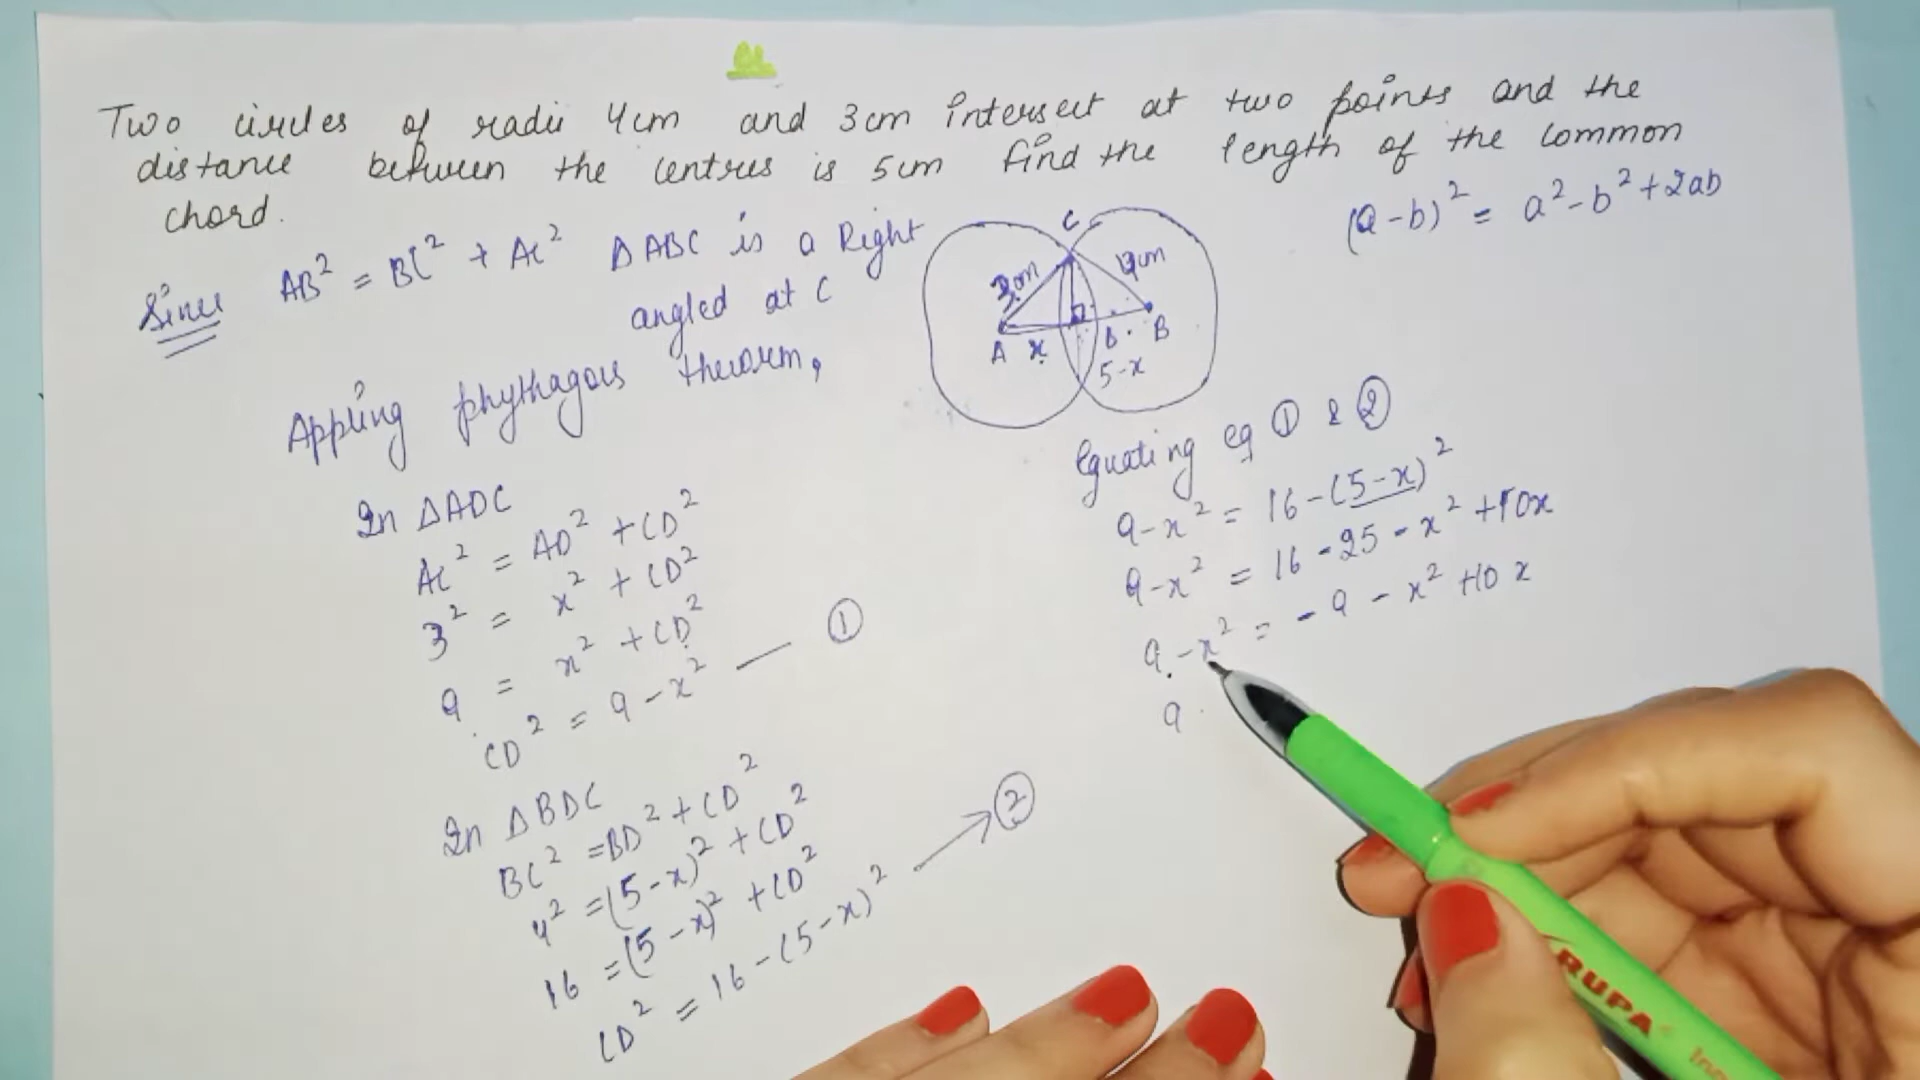 Two circles of radii 4cm and 3cm intersect at two points and the
distance between the centres is 5cm find the length of the common
chord.
(a-b)² = a²-b²+2ab
Since AB² = BC² + AC² ΔABC is a Right
angled at C
Appling phythagous theorm,
C
3cm
4cm
A x D B
5-x
In ΔADC
AC² = AD² + CD²
3² = x² + CD²
9 = x² + CD²
CD² = 9-x² — ①
In ΔBDC
BC² = BD² + CD²
4² = (5-x)² + CD²
16 = (5-x)² + CD²
CD² = 16-(5-x)² → ②
Equating eq ① & ②
9-x² = 16-(5-x)²
9-x² = 16-25-x²+10x
9-x² = -9-x²+10x
9
RUPA